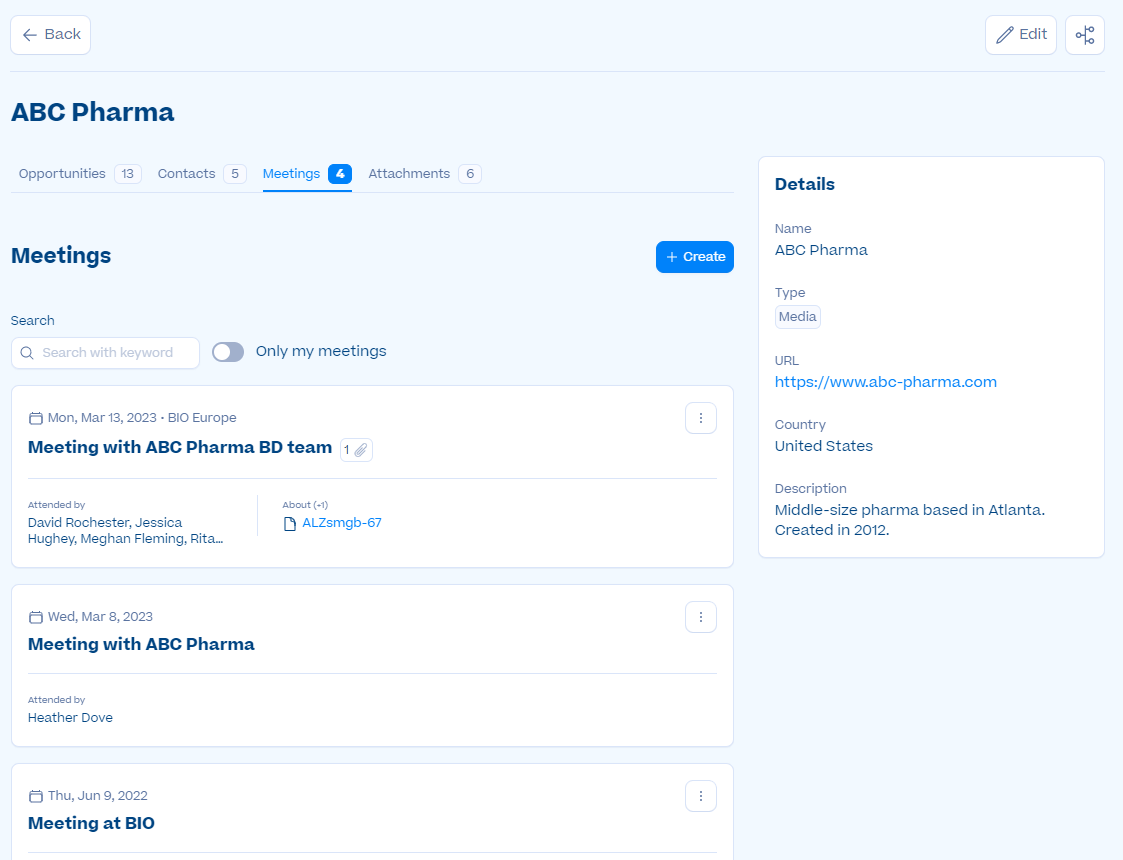 Back
Edit
ABC Pharma
Opportunities 13 Contacts 5 Meetings 4 Attachments 6
Meetings
+ Create
Search
Search with keyword
Only my meetings
Mon, Mar 13, 2023 • BIO Europe
Meeting with ABC Pharma BD team 1
Attended by
David Rochester, Jessica
Hughey, Meghan Fleming, Rita...
About (+1)
ALZsmgb-67
Wed, Mar 8, 2023
Meeting with ABC Pharma
Attended by
Heather Dove
Thu, Jun 9, 2022
Meeting at BIO
Details
Name
ABC Pharma
Type
Media
URL
https://www.abc-pharma.com
Country
United States
Description
Middle-size pharma based in Atlanta.
Created in 2012.